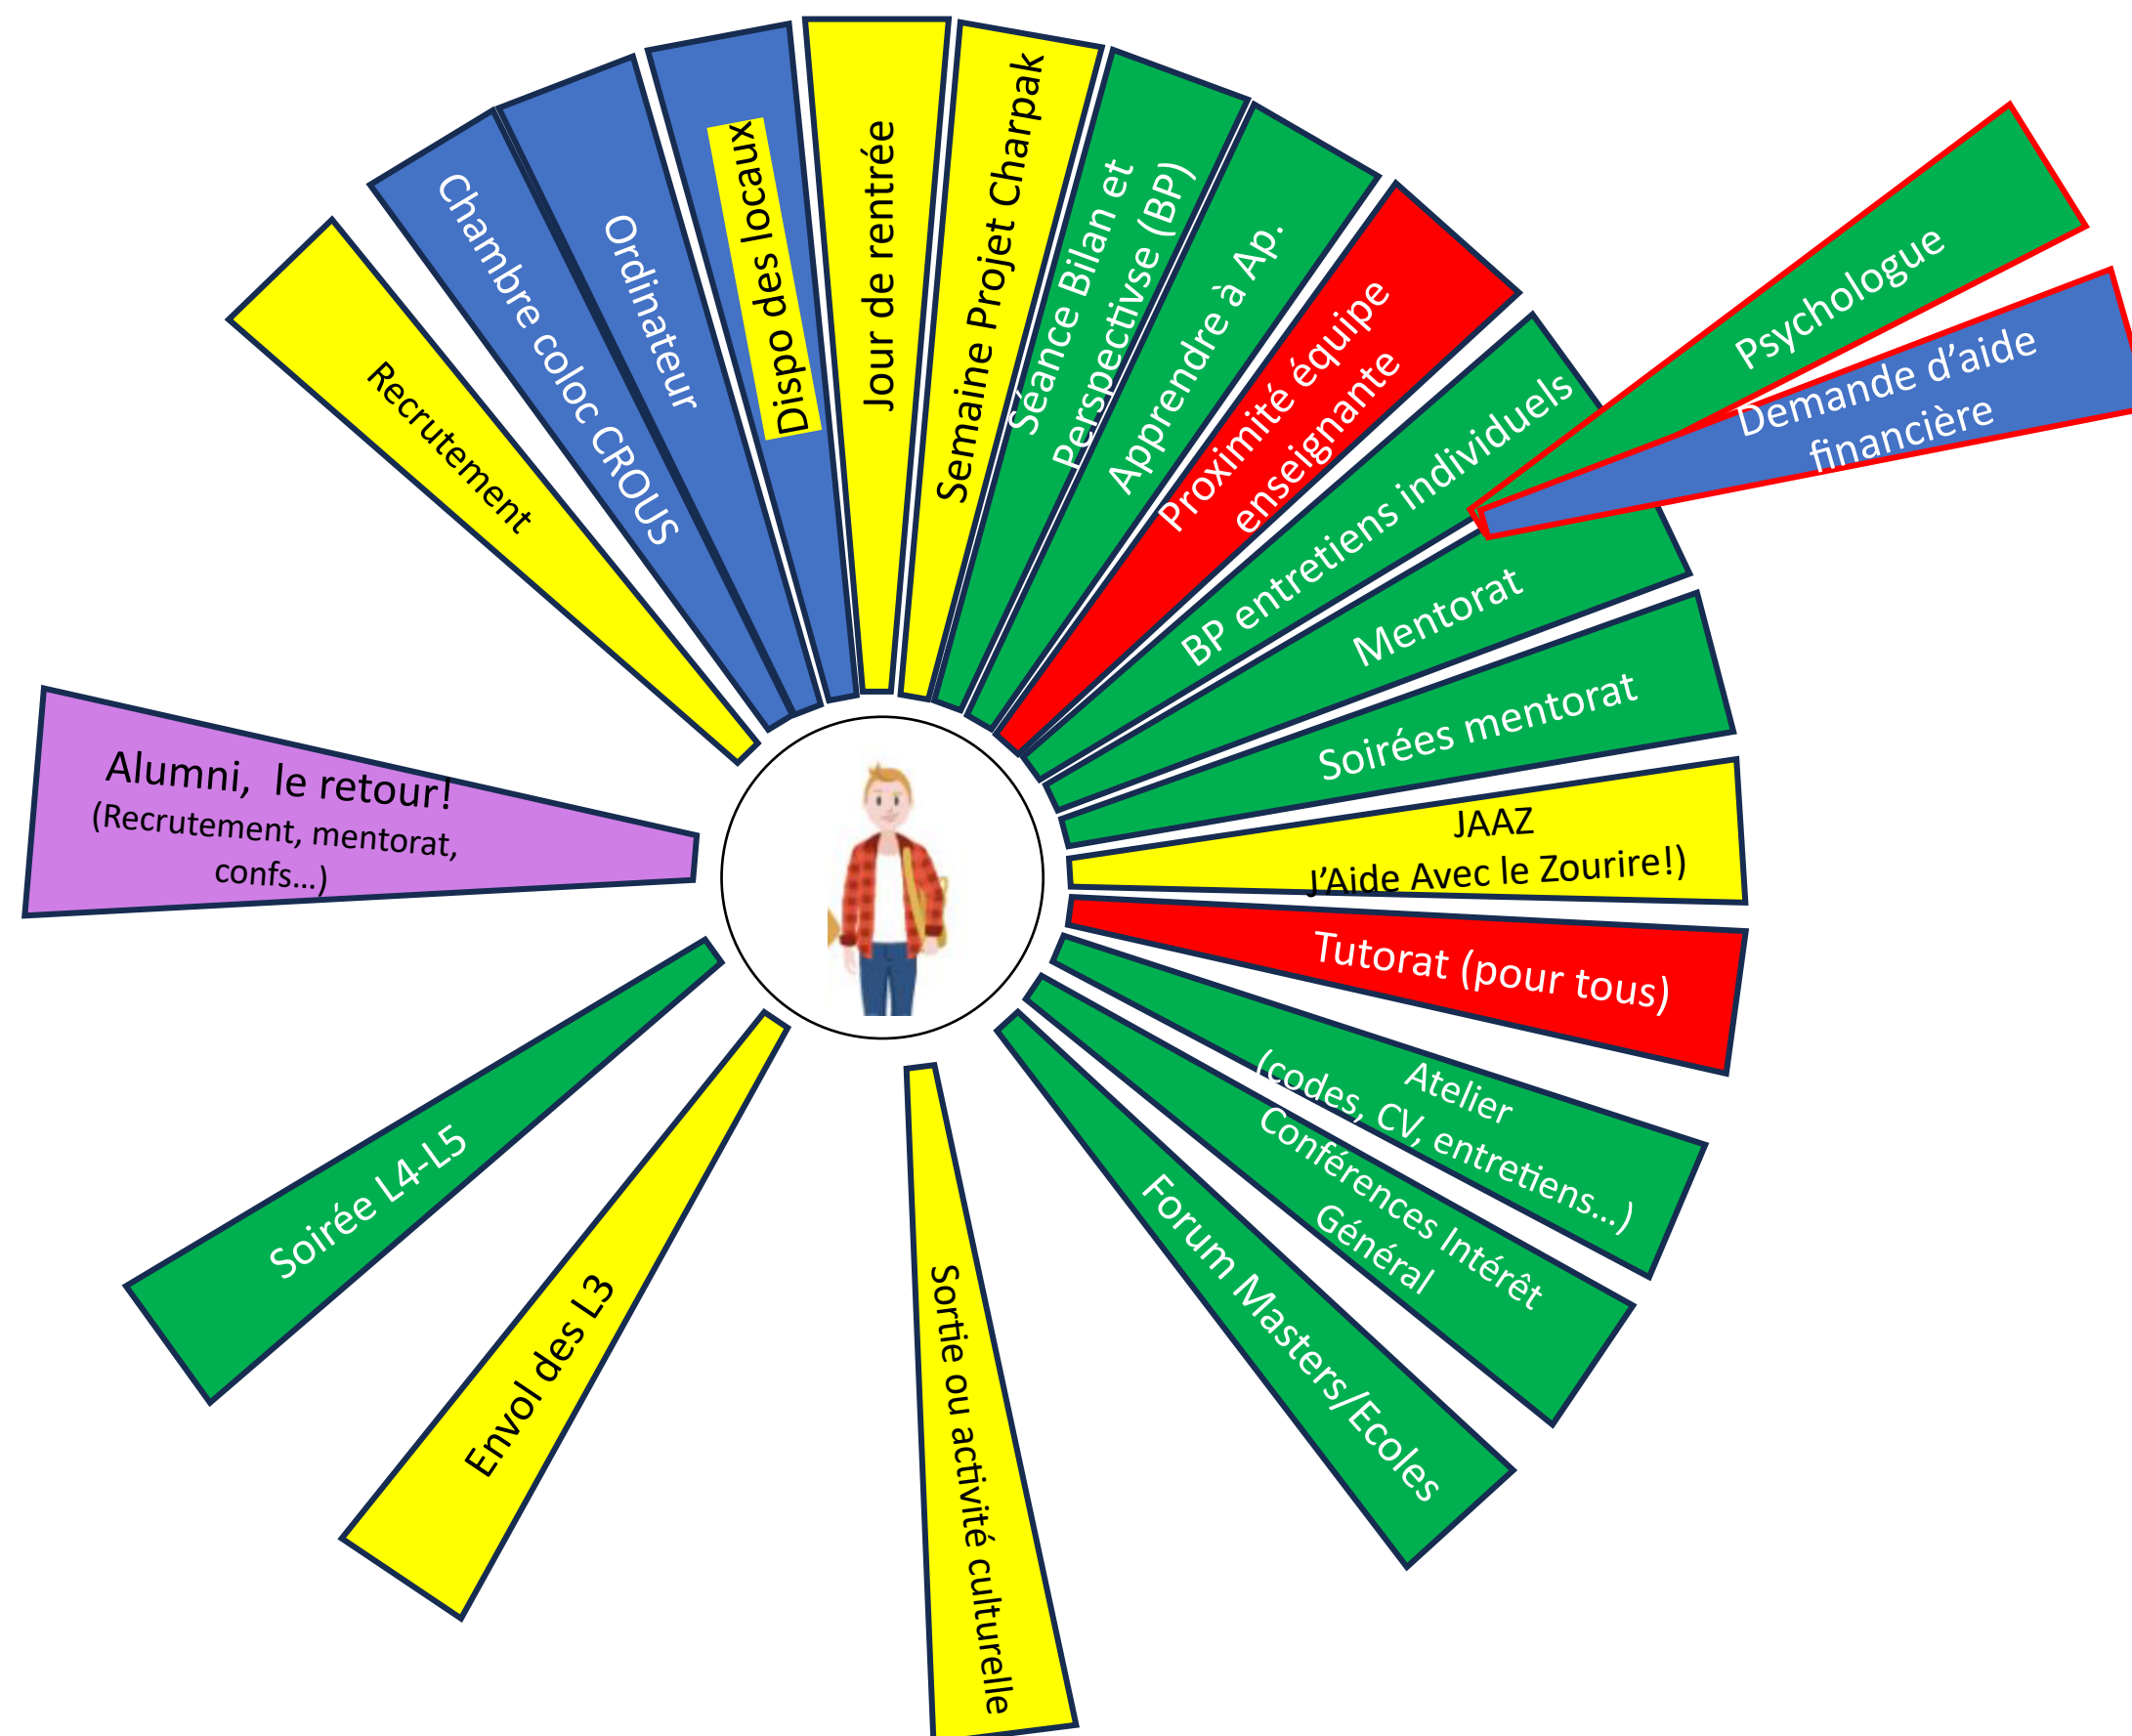 Recrutement
Chambre coloc CROUS
Ordinateur
Dispo des locaux
Jour de rentrée
Semaine Projet Charpak
Séance Bilan et
Perspectivse (BP)
Apprendre à Ap.
Proximité équipe
enseignante
BP entretiens individuels
Psychologue
Demande d’aide
financière
Mentorat
Soirées mentorat
JAAZ
J’Aide Avec le Zourire!)
Tutorat (pour tous)
Atelier
(codes, CV, entretiens…)
Conférences Intérêt
Général
Forum Masters/Ecoles
Sortie ou activité culturelle
Envol des L3
Soirée L4-L5
Alumni,  le retour!
(Recrutement, mentorat,
confs…)